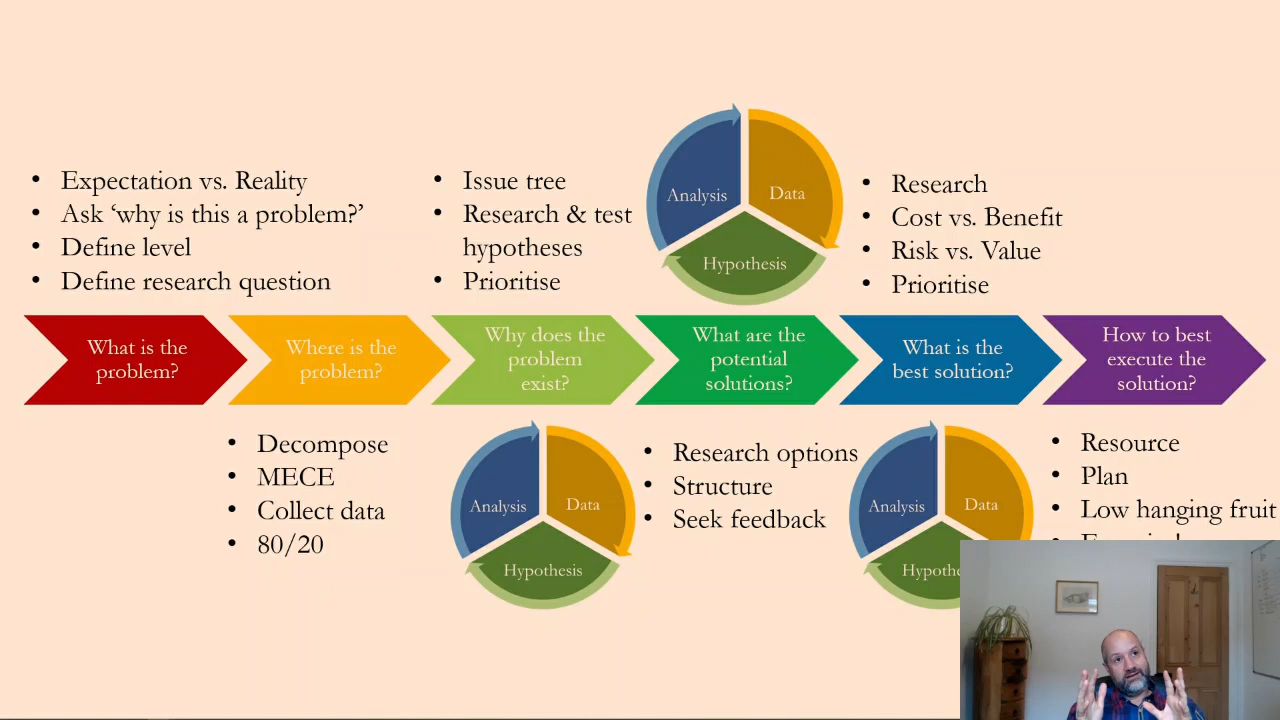 • Expectation vs. Reality
• Ask ‘why is this a problem?’
• Define level
• Define research question
• Issue tree
• Research & test
hypotheses
• Prioritise
Analysis
Data
Hypothesis
• Research
• Cost vs. Benefit
• Risk vs. Value
• Prioritise
What is the
problem?
Where is the
problem?
Why does the
problem
exist?
What are the
potential
solutions?
What is the
best solution?
How to best
execute the
solution?
• Decompose
• MECE
• Collect data
• 80/20
Analysis
Data
Hypothesis
• Research options
• Structure
• Seek feedback
Analysis
Data
• Resource
• Plan
• Low hanging fruit